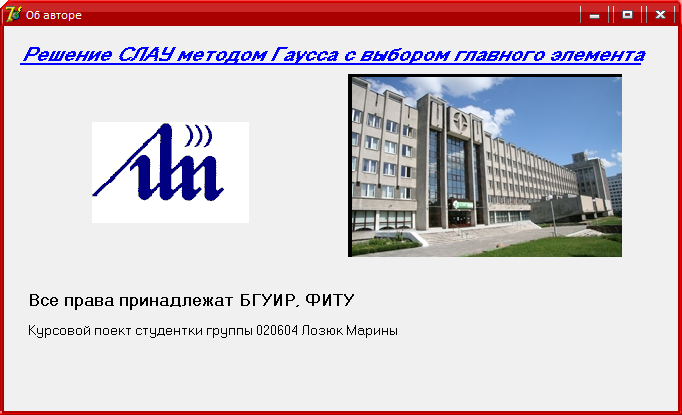 Об авторе
Решение СЛАУ методом Гаусса с выбором главного элемента
Все права принадлежат БГУИР, ФИТУ
Курсовой поект студентки группы 020604 Лозюк Марины